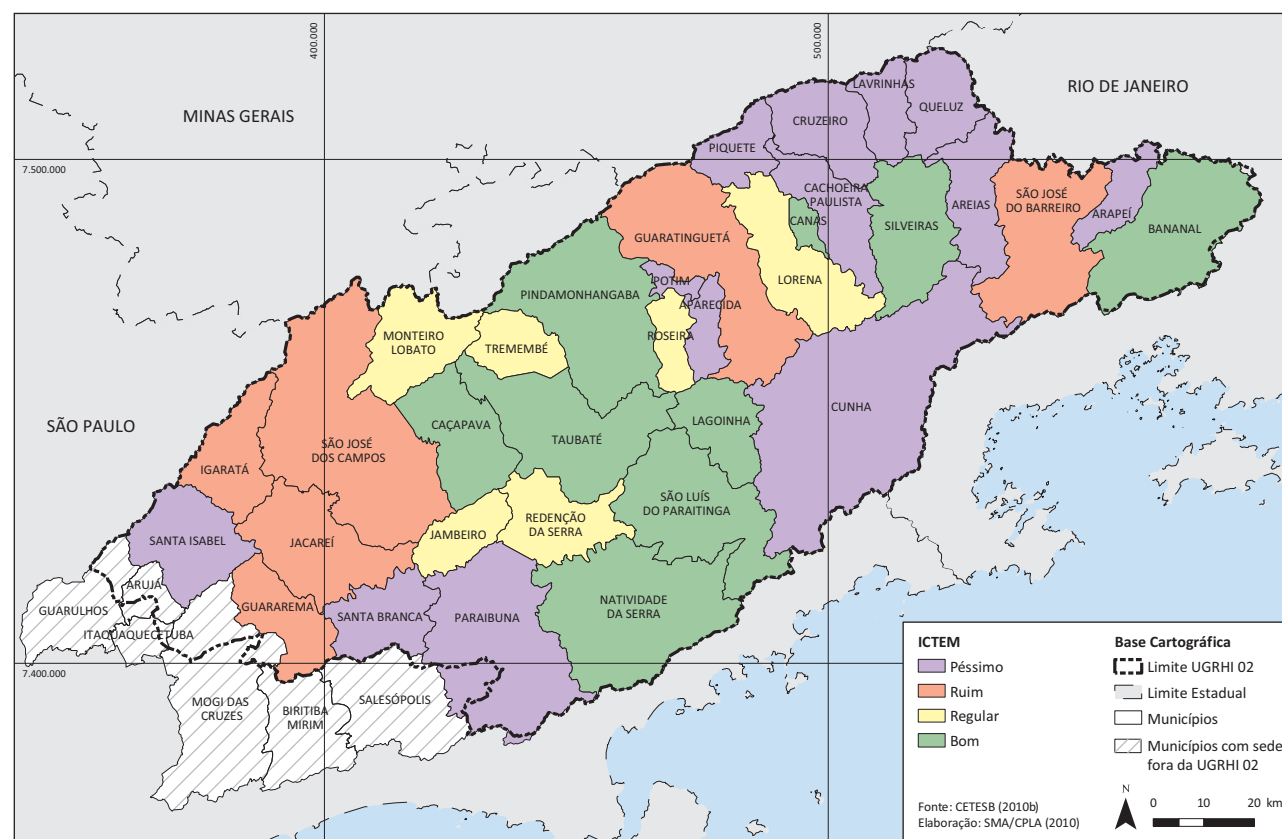 400.000
500.000
MINAS GERAIS
RIO DE JANEIRO
LAVRINHAS
QUELUZ
CRUZEIRO
PIQUETE
7.500.000
CACHOEIRA
PAULISTA
AREIAS
SÃO JOSÉ
DO BARREIRO
ARAPEÍ
BANANAL
CANAS
SILVEIRAS
GUARATINGUETÁ
LORENA
POTIM
APARECIDA
PINDAMONHANGABA
ROSEIRA
MONTEIRO
LOBATO
TREMEMBÉ
CUNHA
SÃO PAULO
CAÇAPAVA
TAUBATÉ
LAGOINHA
SÃO JOSÉ
DOS CAMPOS
IGARATÁ
SÃO LUÍS
DO PARAITINGA
REDENÇÃO
DA SERRA
JAMBEIRO
SANTA ISABEL
JACAREÍ
ARUJÁ
GUARULHOS
GUARAREMA
SANTA BRANCA
PARAIBUNA
NATIVIDADE
DA SERRA
ITAQUAQUECETUBA
7.400.000
MOGI DAS
CRUZES
BIRITIBA
MIRIM
SALESÓPOLIS
ICTEM
Péssimo
Ruim
Regular
Bom
Base Cartográfica
Limite UGRHI 02
Limite Estadual
Municípios
Municípios com sede
fora da UGRHI 02
Fonte: CETESB (2010b)
Elaboração: SMA/CPLA (2010)
N
0 10 20 km